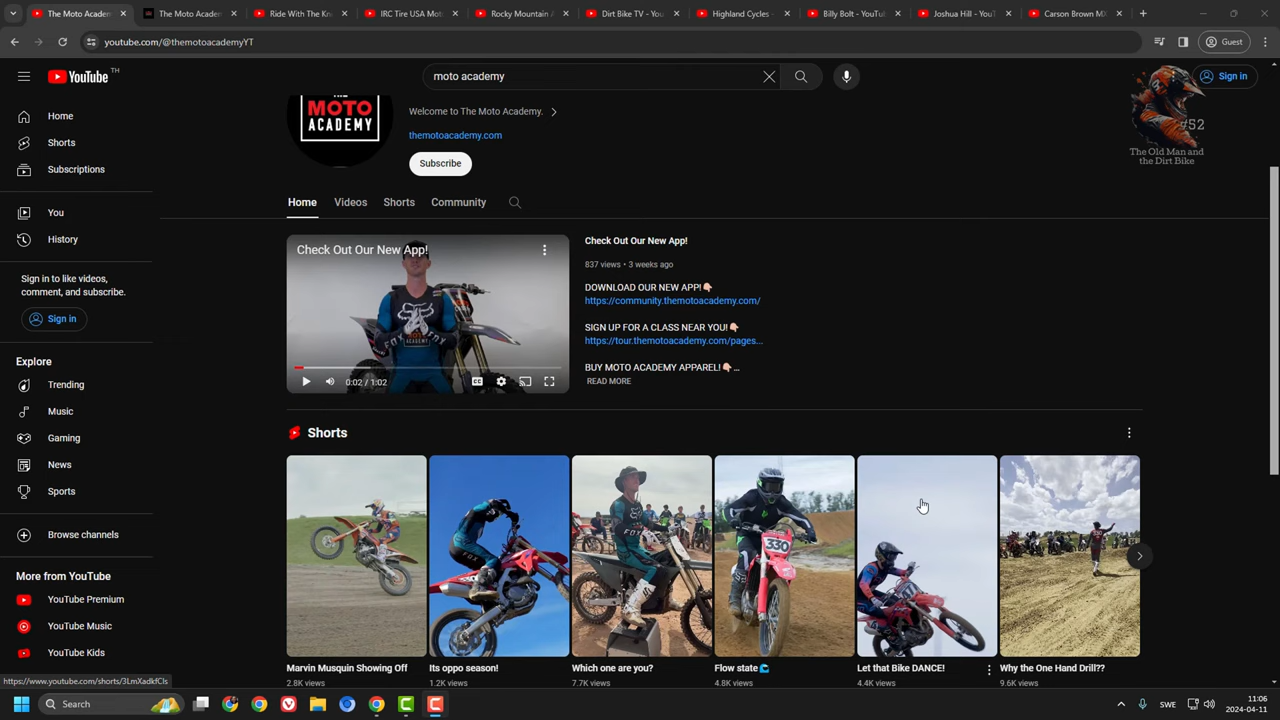 The Moto Academ
The Moto Academ
Ride With The Kn
IRC Tire USA Mot
Rocky Mountain A
Dirt Bike TV - You
Highland Cycles -
Billy Bolt - YouTu
Joshua Hill - YouT
Carson Brown MX
youtube.com/@themotoacademyYT
Guest
YouTube TH
moto academy
Sign in
#52
The Old Man and
the Dirt Bike
THE
MOTO
ACADEMY
Welcome to The Moto Academy.
themotoacademy.com
Subscribe
Home
Videos
Shorts
Community
Home
Shorts
Subscriptions
You
History
Sign in to like videos,
comment, and subscribe.
Sign in
Explore
Trending
Music
Gaming
News
Sports
Browse channels
More from YouTube
YouTube Premium
YouTube Music
YouTube Kids
Check Out Our New App!
0:02 / 1:02
Check Out Our New App!
837 views • 3 weeks ago
DOWNLOAD OUR NEW APP!👇🏼
https://community.themotoacademy.com/
SIGN UP FOR A CLASS NEAR YOU!👇🏼
https://tour.themotoacademy.com/pages...
BUY MOTO ACADEMY APPAREL!👇🏼...
READ MORE
Shorts
330
Marvin Musquin Showing Off
2.8K views
Its oppo season!
1.2K views
Which one are you?
7.7K views
Flow state🌊
4.8K views
Let that Bike DANCE!
4.4K views
Why the One Hand Drill??
9.6K views
https://www.youtube.com/shorts/3LmXadkfCIs
Search
SWE
11:06
2024-04-11